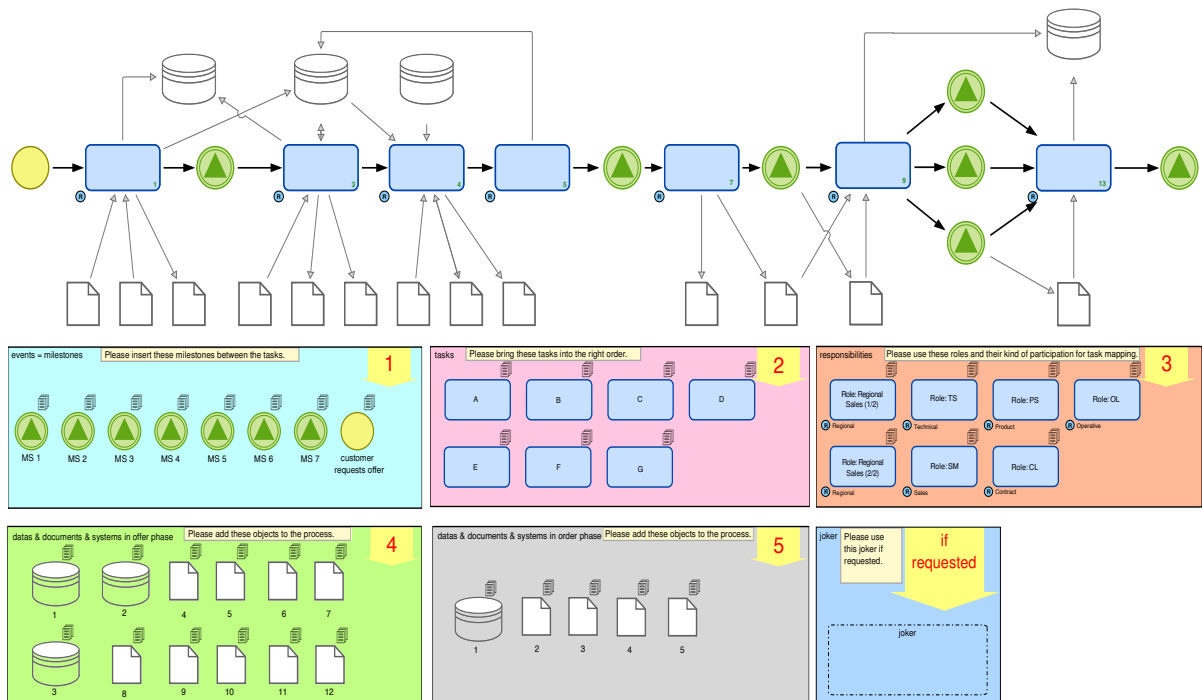 1
3
4
5
7
9
13
R
R
R
R
R
R
R
events = milestones
Please insert these milestones between the tasks.
1
MS 1
MS 2
MS 3
MS 4
MS 5
MS 6
MS 7
customer
requests offer
tasks
Please bring these tasks into the right order.
2
A
B
C
D
E
F
G
responsibilities
Please use these roles and their kind of participation for task mapping.
3
Role: Regional
Sales (1/2)
R Regional
Role: TS
R Technical
Role: PS
R Product
Role: OL
R Operative
Role: Regional
Sales (2/2)
R Regional
Role: SM
R Sales
Role: CL
R Contract
datas & documents & systems in offer phase
Please add these objects to the process.
4
1
2
4
5
6
7
3
8
9
10
11
12
datas & documents & systems in order phase
Please add these objects to the process.
5
1
2
3
4
5
joker
Please use
this joker if
requested.
if
requested
joker